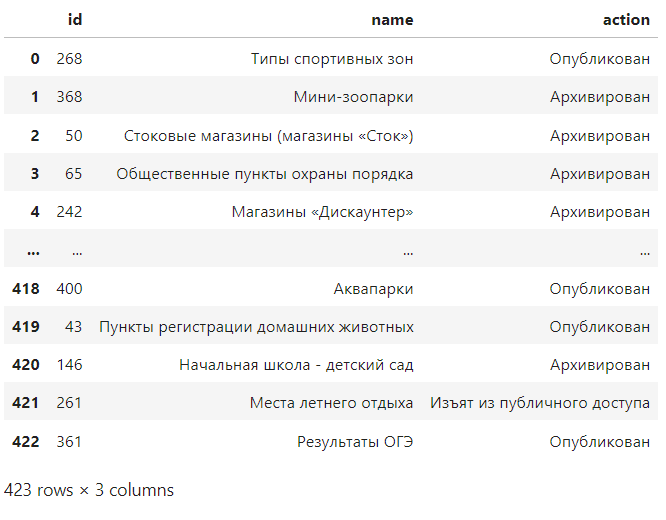 id name action
0 268 Типы спортивных зон Опубликован
1 368 Мини-зоопарки Архивирован
2 50 Стоковые магазины (магазины «Сток») Архивирован
3 65 Общественные пункты охраны порядка Архивирован
4 242 Магазины «Дискаунтер» Архивирован
... ... ... ...
418 400 Аквапарки Опубликован
419 43 Пункты регистрации домашних животных Опубликован
420 146 Начальная школа - детский сад Архивирован
421 261 Места летнего отдыха Изъят из публичного доступа
422 361 Результаты ОГЭ Опубликован
423 rows × 3 columns